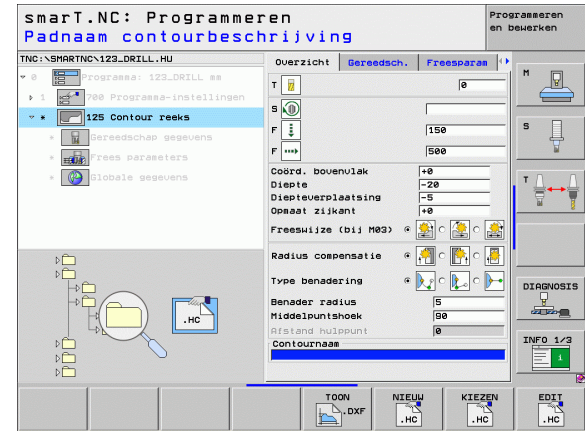 smarT.NC: Programmeren
Padnaam contourbeschrijving
Programmeren
en bewerken
TNC:\SMARTNC\123_DRILL.HU
0 Programma: 123_DRILL mm
1 700 Programma-instellingen
* 125 Contour reeks
* Gereedschap gegevens
* Frees parameters
* Globale gegevens
.HC
Overzicht Gereedsch. Freesparam
T 0
S
F 150
F 500
Coörd. bovenvlak +0
Diepte -20
Diepteverplaatsing -5
Opmaat zijkant +0
Freeswijze (bij M03)
Radius compensatie
Type benadering
Benader radius 5
Middelpuntshoek 90
Afstand hulppunt 0
Contournaam
M
S
T
DIAGNOSIS
INFO 1/3
i
TOON
.DXF
NIEUW
.HC
KIEZEN
.HC
EDIT
.HC